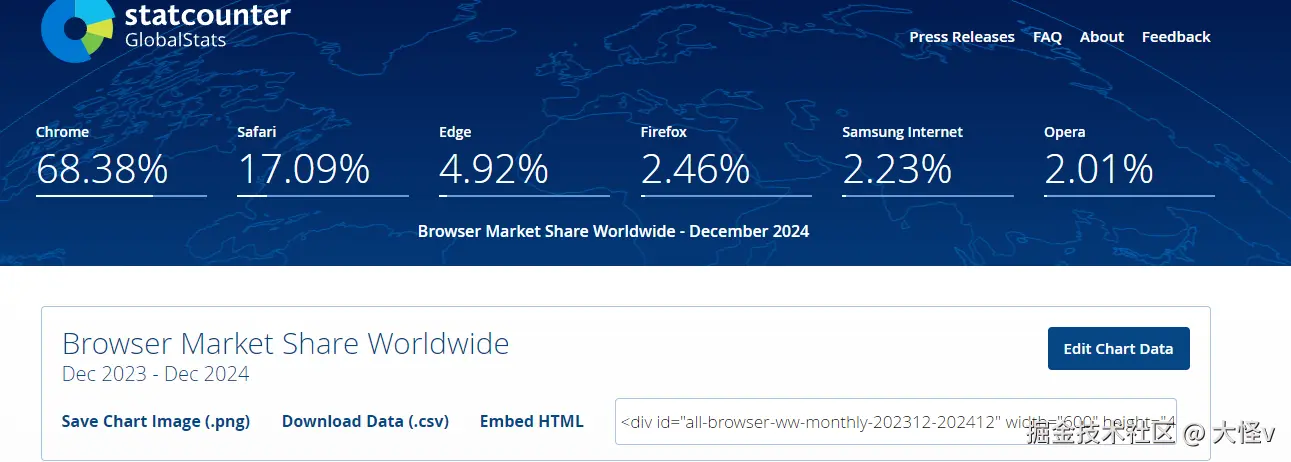 statcounter
GlobalStats
Press Releases FAQ About Feedback
Chrome Safari Edge Firefox Samsung Internet Opera
68.38% 17.09% 4.92% 2.46% 2.23% 2.01%
Browser Market Share Worldwide - December 2024
Browser Market Share Worldwide
Dec 2023 - Dec 2024
Edit Chart Data
Save Chart Image (.png) Download Data (.csv) Embed HTML <div id="all-browser-ww-monthly-202312-202412" width="600" height="4
掘金技术社区 @ 大怪v